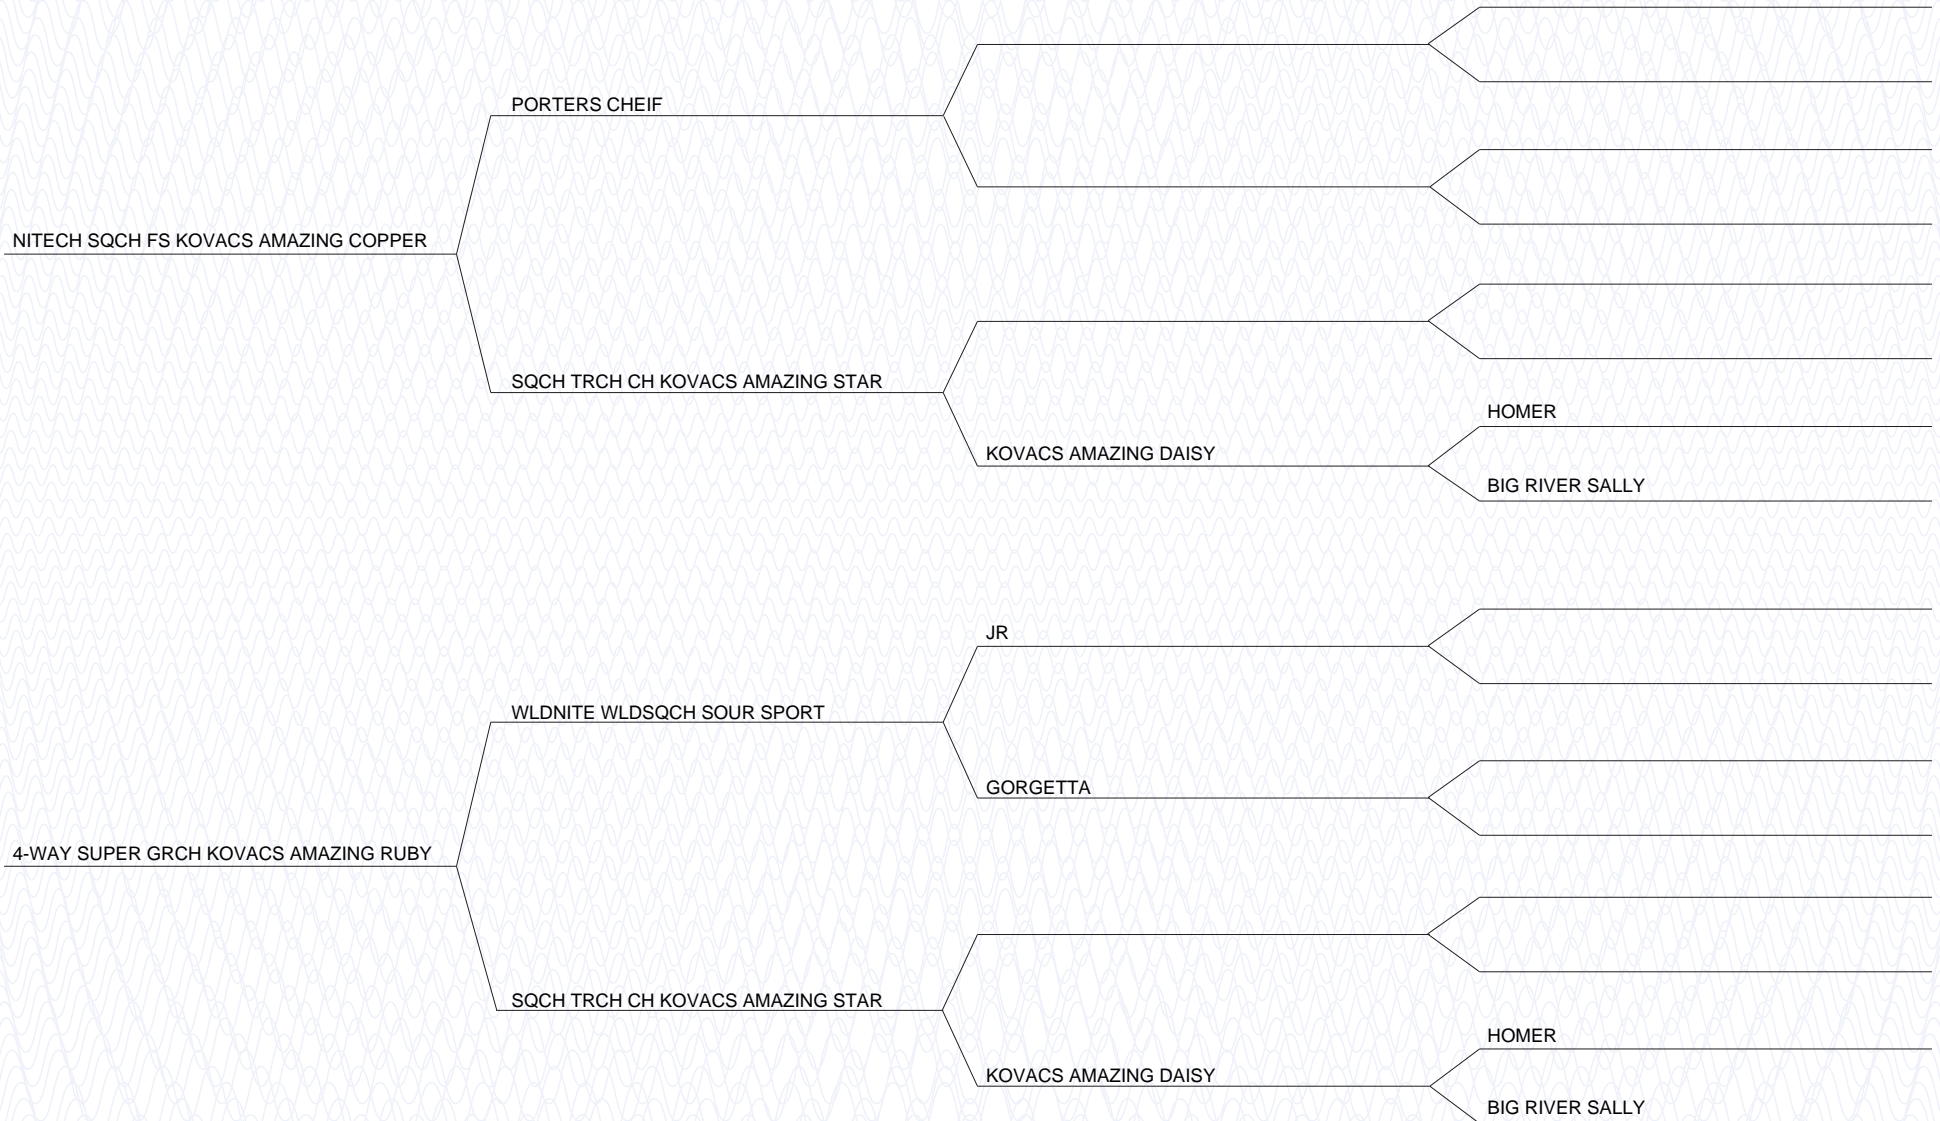 PORTERS CHEIF
NITECH SQCH FS KOVACS AMAZING COPPER
SQCH TRCH CH KOVACS AMAZING STAR
HOMER
KOVACS AMAZING DAISY
BIG RIVER SALLY
JR
WLDNITE WLDSQCH SOUR SPORT
GORGETTA
4-WAY SUPER GRCH KOVACS AMAZING RUBY
SQCH TRCH CH KOVACS AMAZING STAR
HOMER
KOVACS AMAZING DAISY
BIG RIVER SALLY